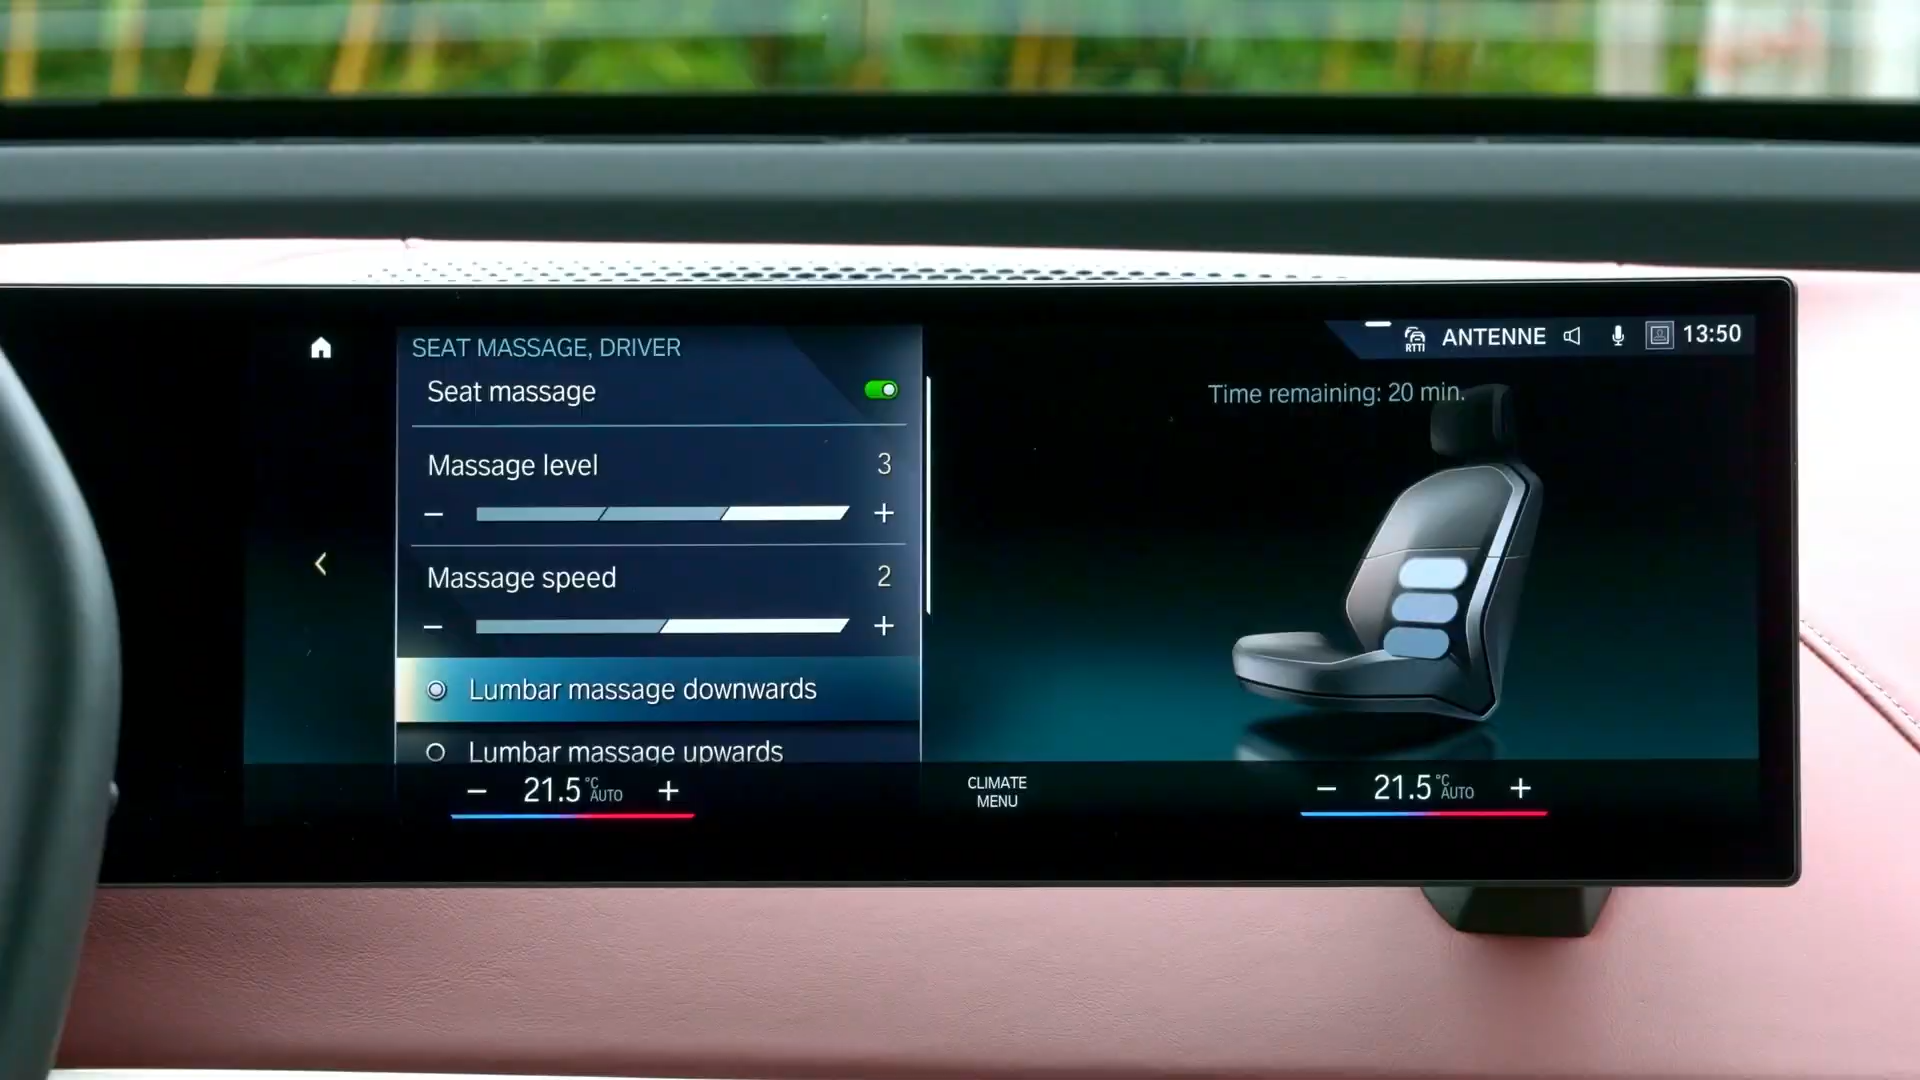 RTTI ANTENNE 13:50
SEAT MASSAGE, DRIVER
Seat massage
Time remaining: 20 min.
Massage level 3
− +
Massage speed 2
− +
Lumbar massage downwards
Lumbar massage upwards
− 21.5 °C AUTO +
CLIMATE
MENU
− 21.5 °C AUTO +